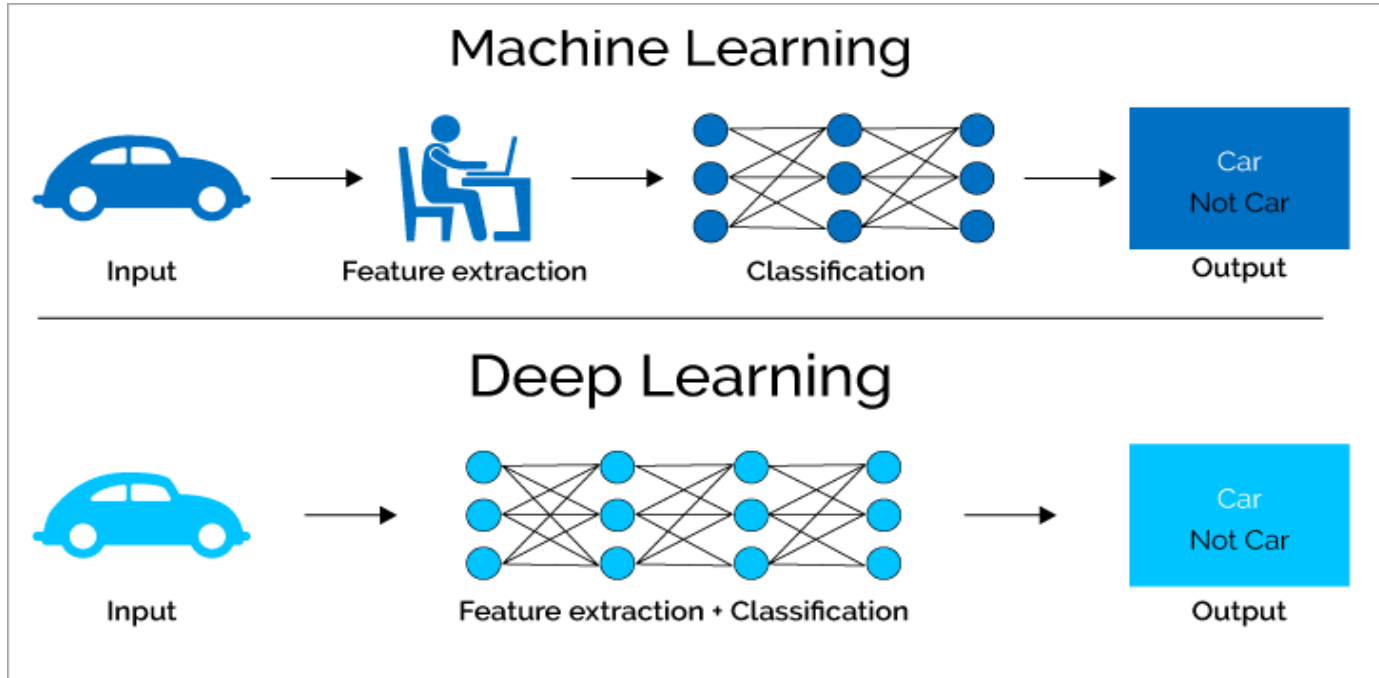 Machine Learning
Car
Not Car
Input
Feature extraction
Classification
Output
Deep Learning
Car
Not Car
Input
Feature extraction + Classification
Output